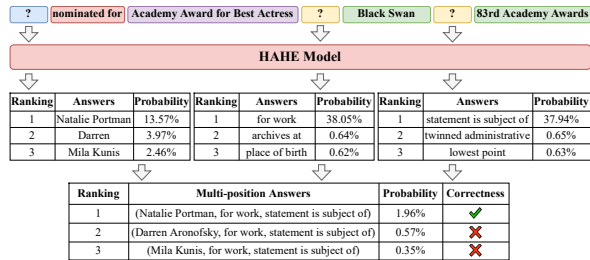 ? nominated for Academy Award for Best Actress ? Black Swan ? 83rd Academy Awards
HAHE Model
Ranking Answers Probability Ranking Answers Probability Ranking Answers Probability
1 Natalie Portman 13.57% 1 for work 38.05% 1 statement is subject of 37.94%
2 Darren 3.97% 2 archives at 0.64% 2 twinned administrative 0.65%
3 Mila Kunis 2.46% 3 place of birth 0.62% 3 lowest point 0.63%
Ranking Multi-position Answers Probability Correctness
1 (Natalie Portman, for work, statement is subject of) 1.96%
2 (Darren Aronofsky, for work, statement is subject of) 0.57%
3 (Mila Kunis, for work, statement is subject of) 0.35%